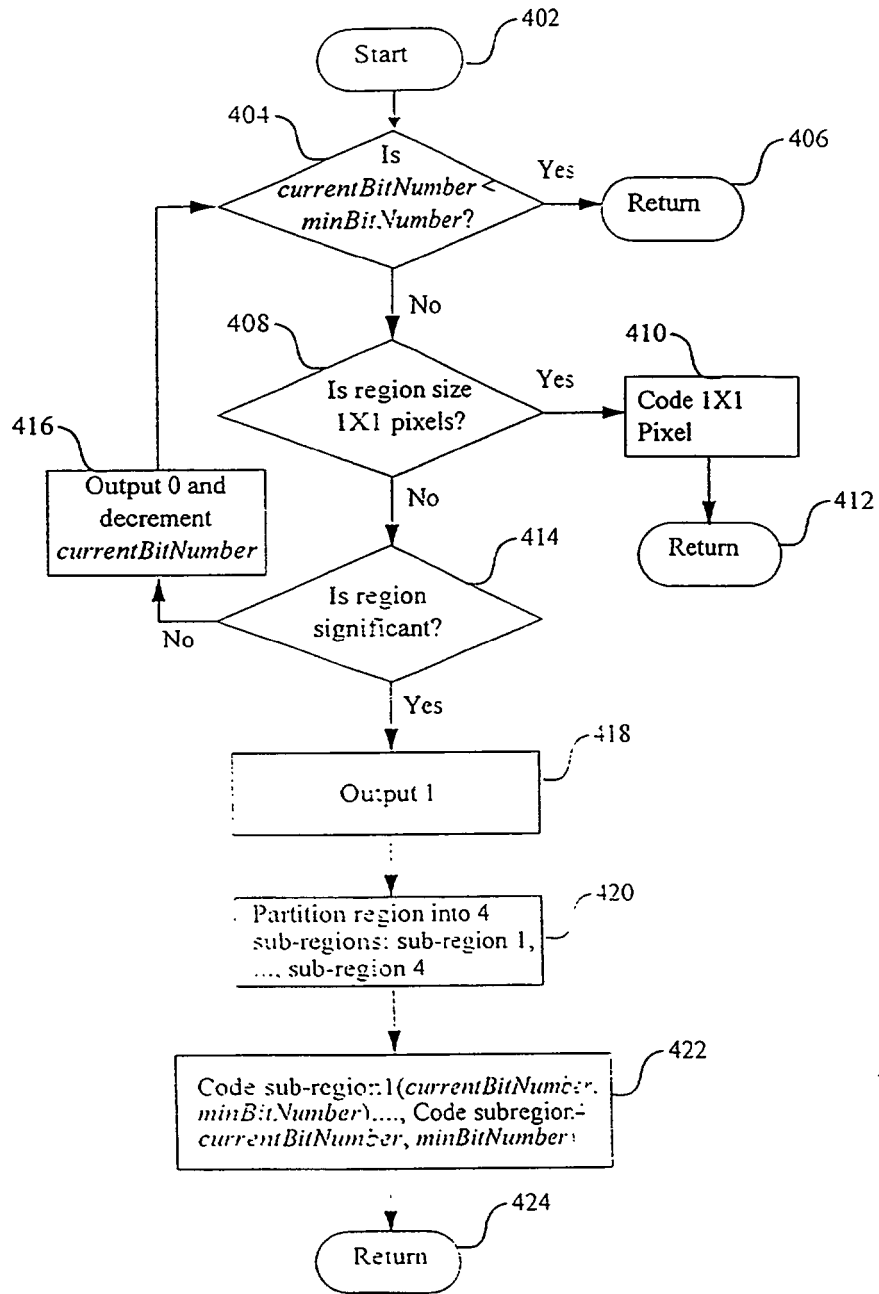 402
Start
404
Is
currentBitNumber <
minBitNumber?
Yes
406
Return
No
408
Is region size
1X1 pixels?
Yes
410
Code 1X1
Pixel
416
Output 0 and
decrement
currentBitNumber
No
412
Return
414
Is region
significant?
No
Yes
418
Output 1
420
Partition region into 4
sub-regions: sub-region 1,
..., sub-region 4
422
Code sub-region1(currentBitNumber,
minBitNumber),..., Code subregion4
currentBitNumber, minBitNumber)
424
Return